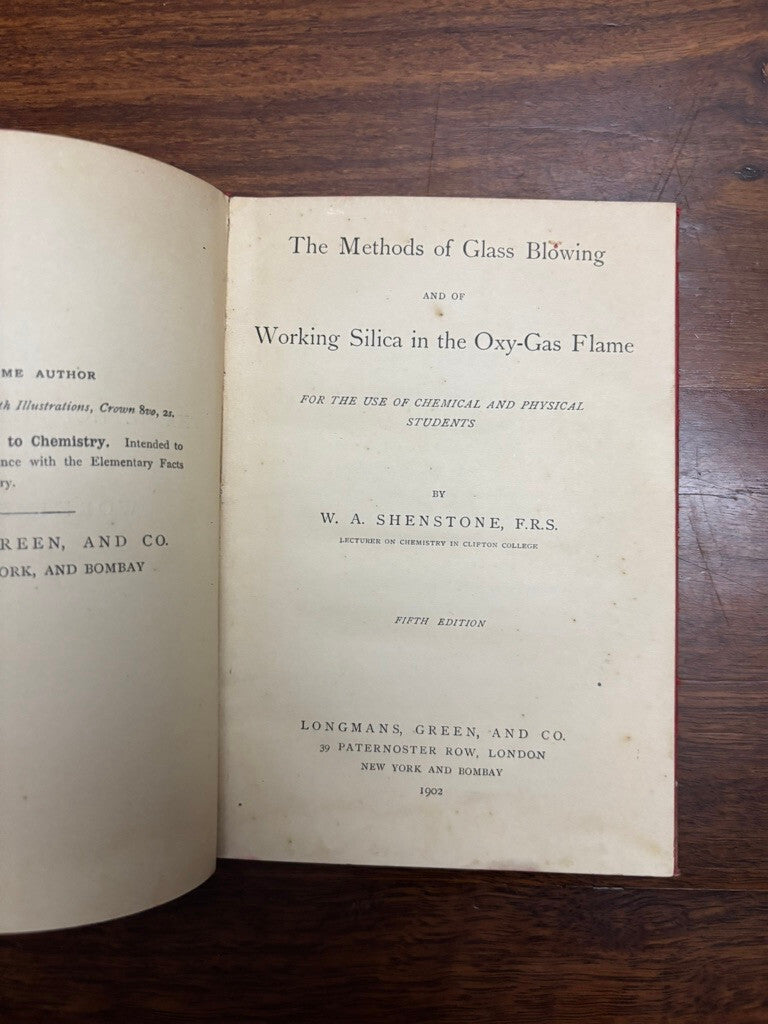 ME AUTHOR
th Illustrations, Crown 8vo, 2s.
to Chemistry. Intended to
nce with the Elementary Facts
ry.
REEN, AND CO.
ORK, AND BOMBAY
The Methods of Glass Blowing
AND OF
Working Silica in the Oxy-Gas Flame
FOR THE USE OF CHEMICAL AND PHYSICAL
STUDENTS
BY
W. A. SHENSTONE, F.R.S.
LECTURER ON CHEMISTRY IN CLIFTON COLLEGE
FIFTH EDITION
LONGMANS, GREEN, AND CO.
39 PATERNOSTER ROW, LONDON
NEW YORK AND BOMBAY
1902